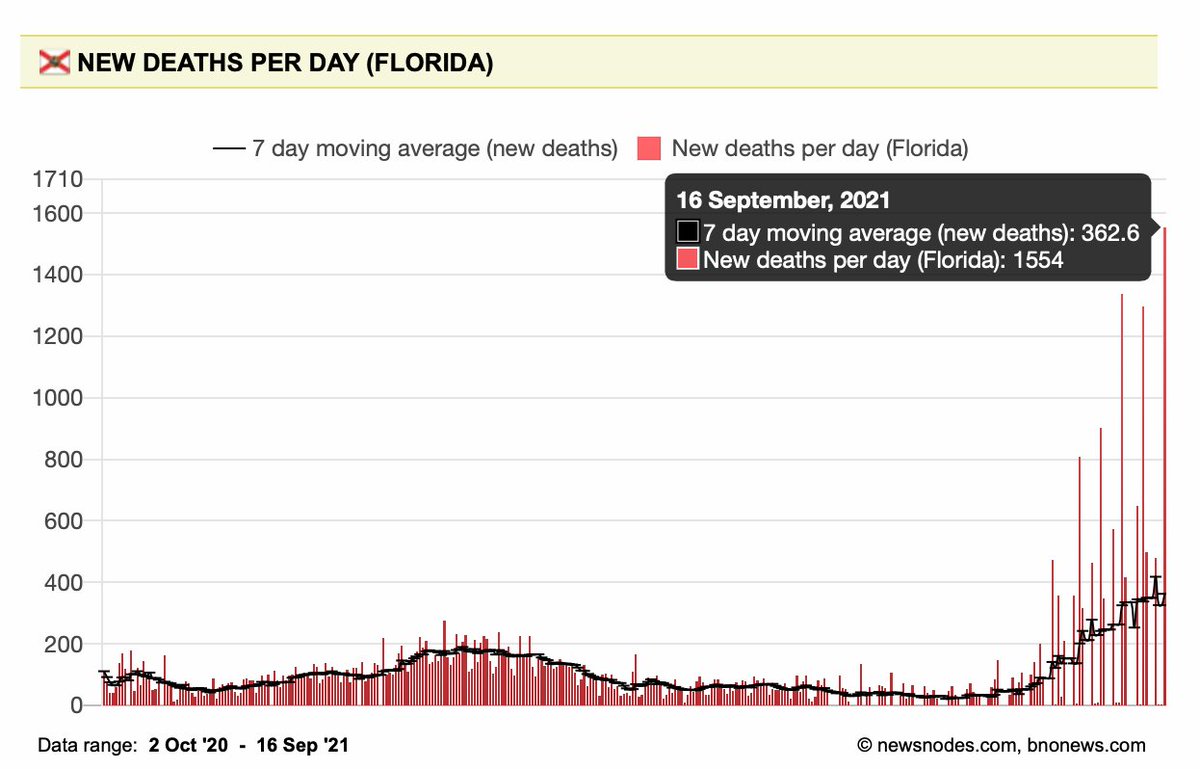 NEW DEATHS PER DAY (FLORIDA)
7 day moving average (new deaths) New deaths per day (Florida)
1710
16 September, 2021
1600
7 day moving average (new deaths): 362.6
New deaths per day (Florida): 1554
1400
1200
1000
800
600
400
200
0
Data range: 2 Oct '20 - 16 Sep '21 © newsnodes.com, bnonews.com